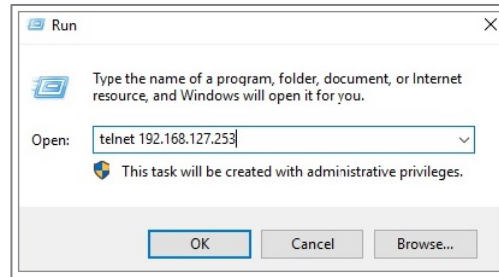 Run
Type the name of a program, folder, document, or Internet
resource, and Windows will open it for you.
Open: telnet 192.168.127.253
This task will be created with administrative privileges.
OK Cancel Browse...